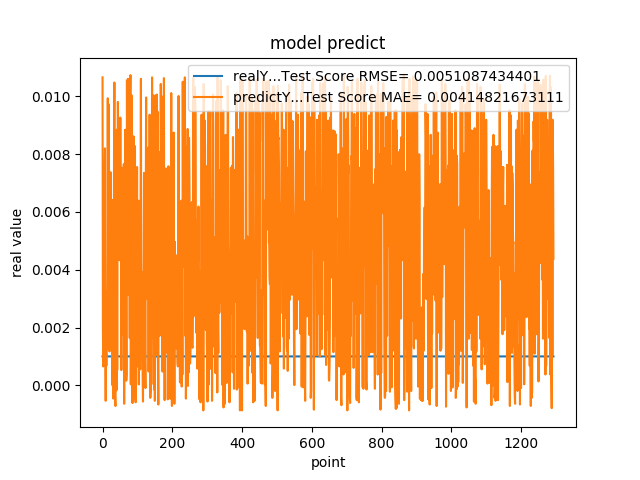 model predict
realY...Test Score RMSE= 0.0051087434401
predictY...Test Score MAE= 0.00414821673111
0.010
0.008
0.006
0.004
0.002
0.000
real value
0 200 400 600 800 1000 1200
point